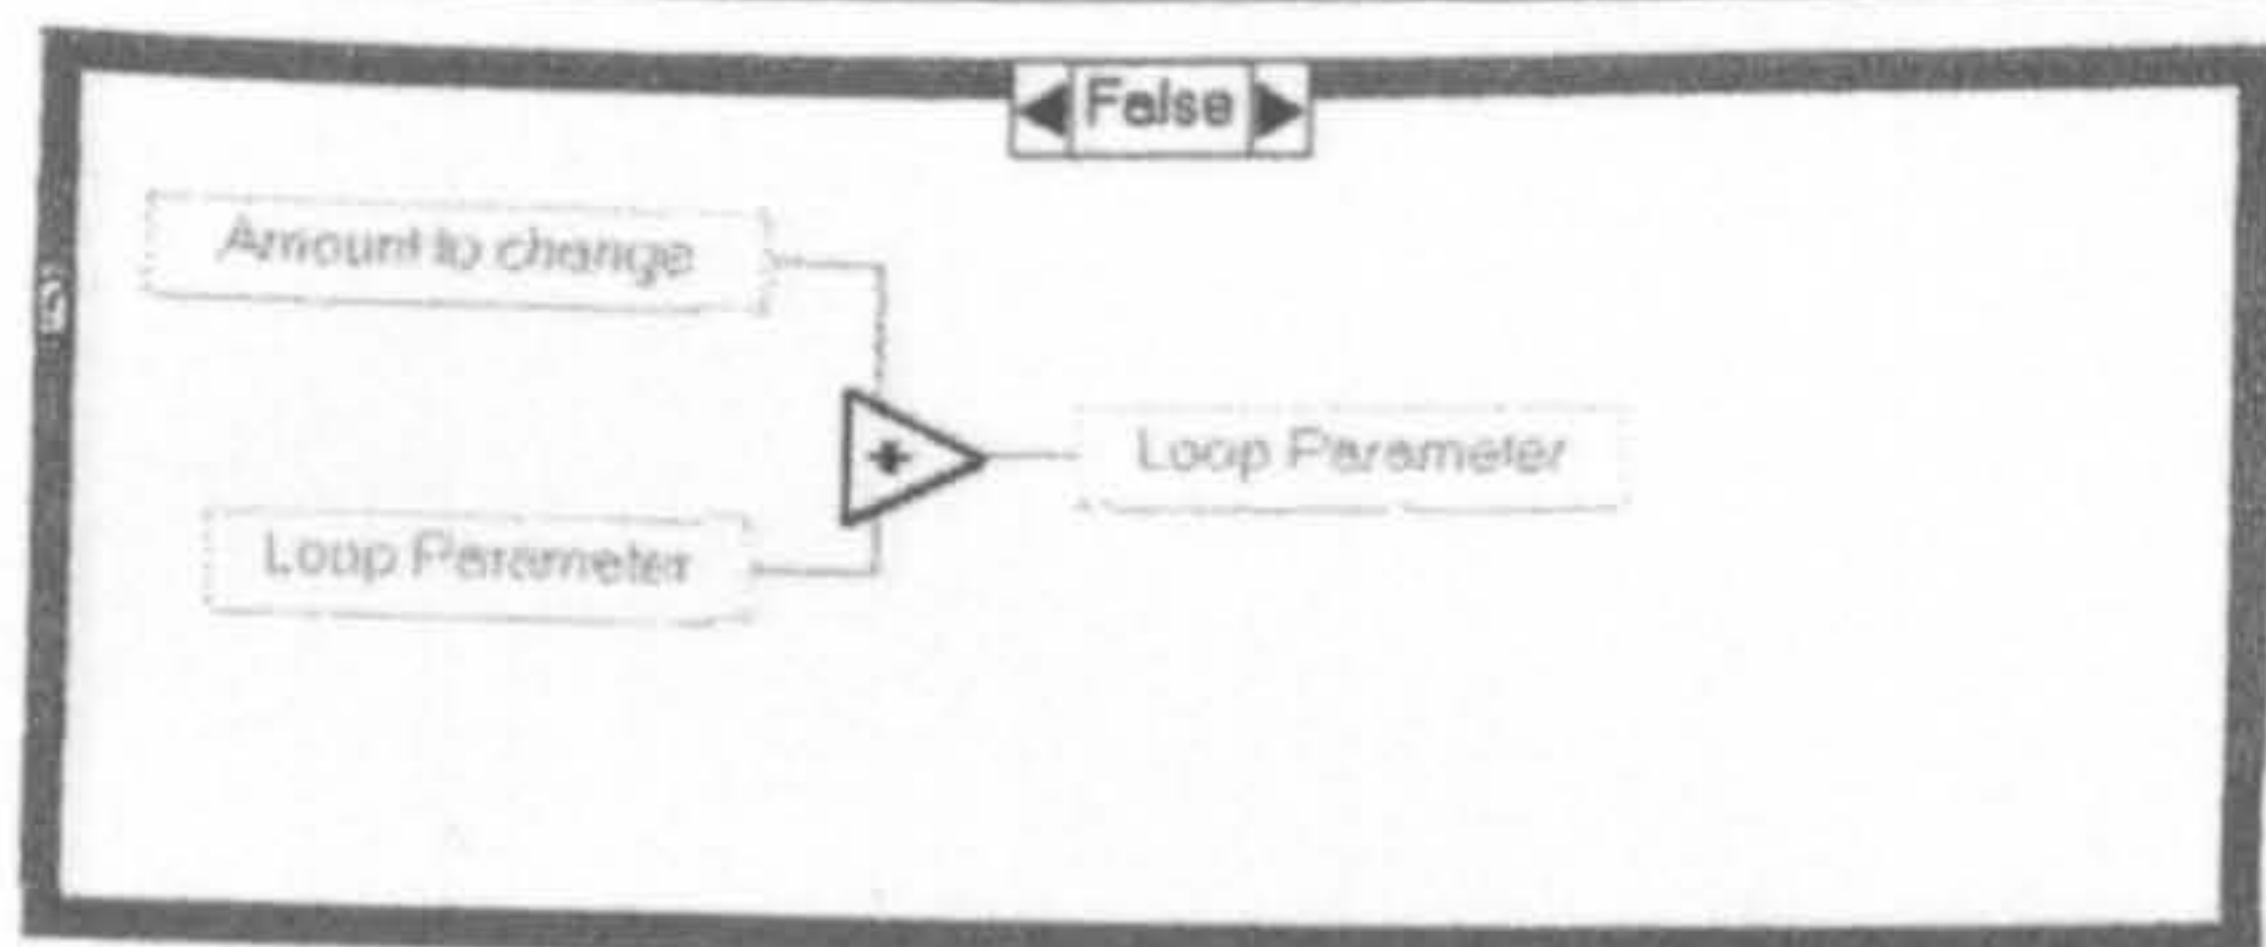 False
Amount to change
+
Loop Parameter
Loop Parameter